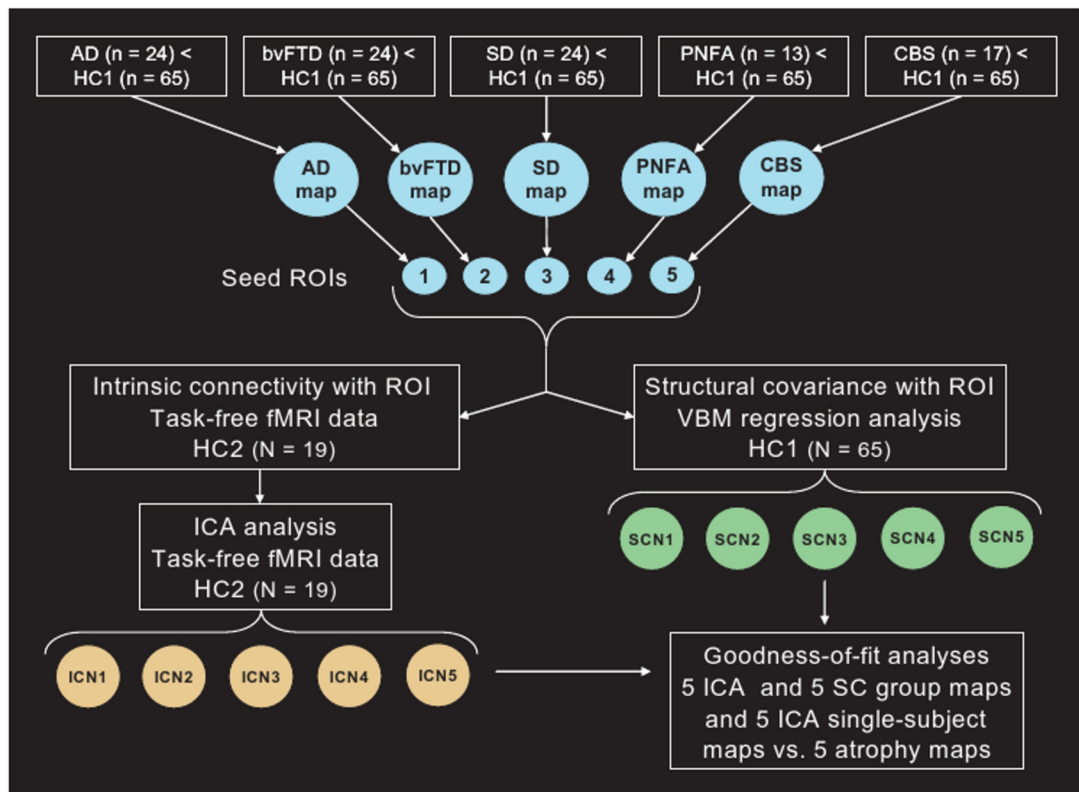 AD (n = 24) <
HC1 (n = 65)
bvFTD (n = 24) <
HC1 (n = 65)
SD (n = 24) <
HC1 (n = 65)
PNFA (n = 13) <
HC1 (n = 65)
CBS (n = 17) <
HC1 (n = 65)
AD
map
bvFTD
map
SD
map
PNFA
map
CBS
map
Seed ROIs
1
2
3
4
5
Intrinsic connectivity with ROI
Task-free fMRI data
HC2 (N = 19)
Structural covariance with ROI
VBM regression analysis
HC1 (N = 65)
ICA analysis
Task-free fMRI data
HC2 (N = 19)
SCN1
SCN2
SCN3
SCN4
SCN5
ICN1
ICN2
ICN3
ICN4
ICN5
Goodness-of-fit analyses
5 ICA and 5 SC group maps
and 5 ICA single-subject
maps vs. 5 atrophy maps